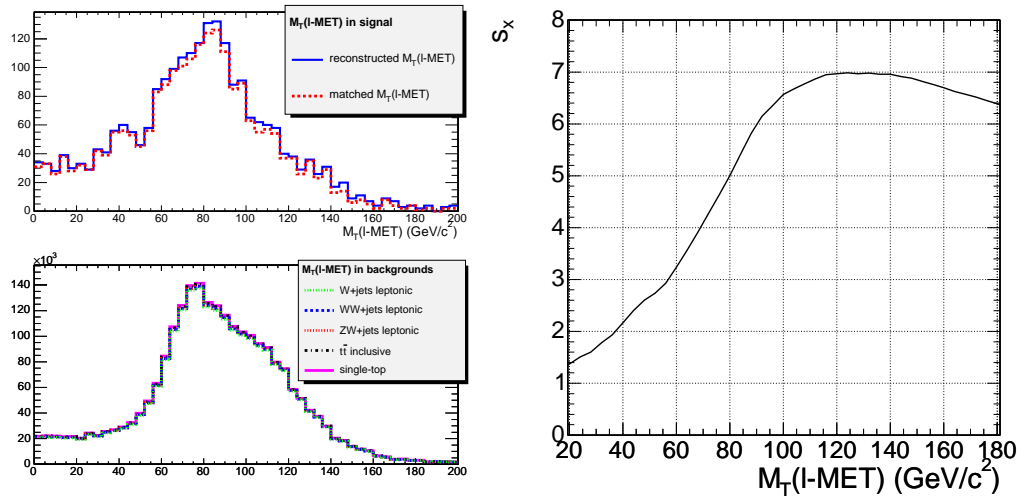 M_T(l-MET) in signal
reconstructed M_T(l-MET)
matched M_T(l-MET)
120
100
80
60
40
20
0
0 20 40 60 80 100 120 140 160 180 200
M_T(l-MET) (GeV/c²)
×10³
M_T(l-MET) in backgrounds
W+jets leptonic
WW+jets leptonic
ZW+jets leptonic
tt̄ inclusive
single-top
140
120
100
80
60
40
20
0
0 20 40 60 80 100 120 140 160 180 200
S_x
8
7
6
5
4
3
2
1
0
20 40 60 80 100 120 140 160 180
M_T(l-MET) (GeV/c²)